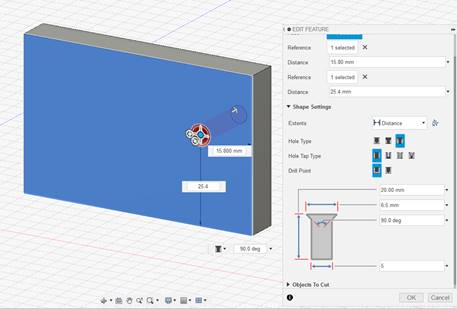 EDIT FEATURE
Reference
1 selected
Distance
15.80 mm
Reference
1 selected
Distance
25.4 mm
Shape Settings
Extents
Distance
Hole Type
Hole Tap Type
Drill Point
20.00 mm
6.5 mm
90.0 deg
5
Objects To Cut
OK
Cancel
15.800 mm
25.4
90.0 deg